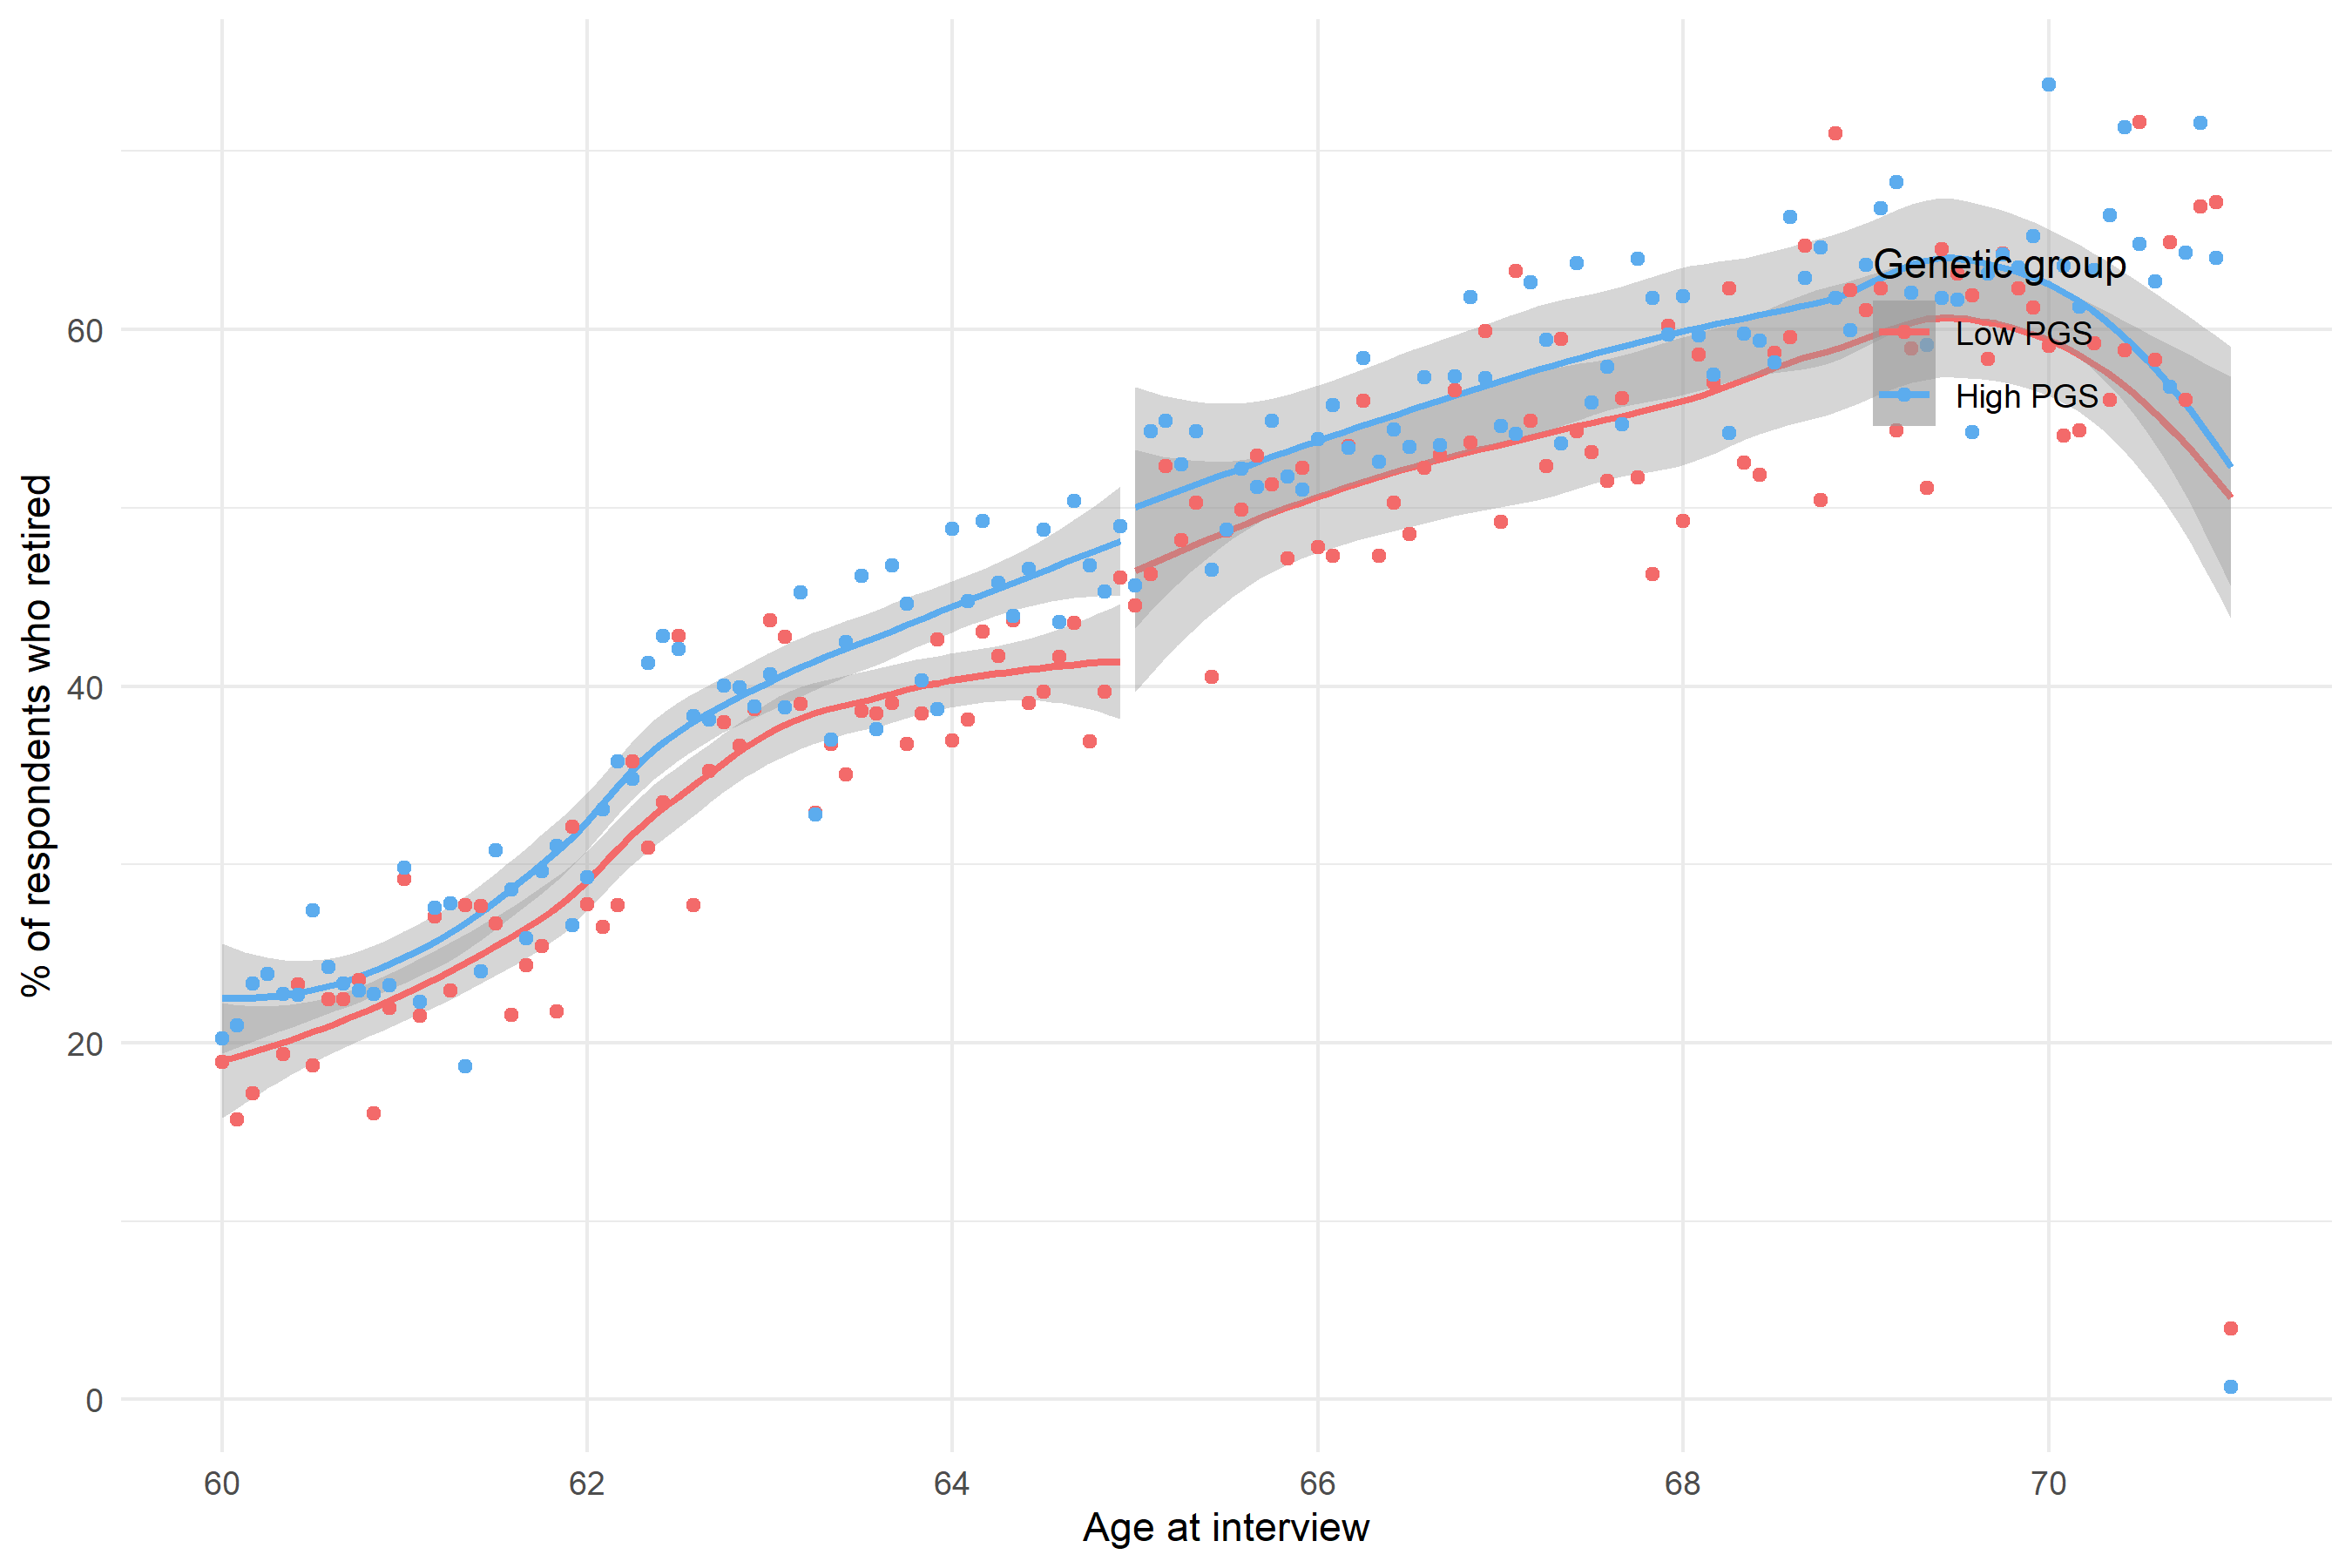 % of respondents who retired
60
40
20
0
Genetic group
Low PGS
High PGS
60 62 64 66 68 70
Age at interview